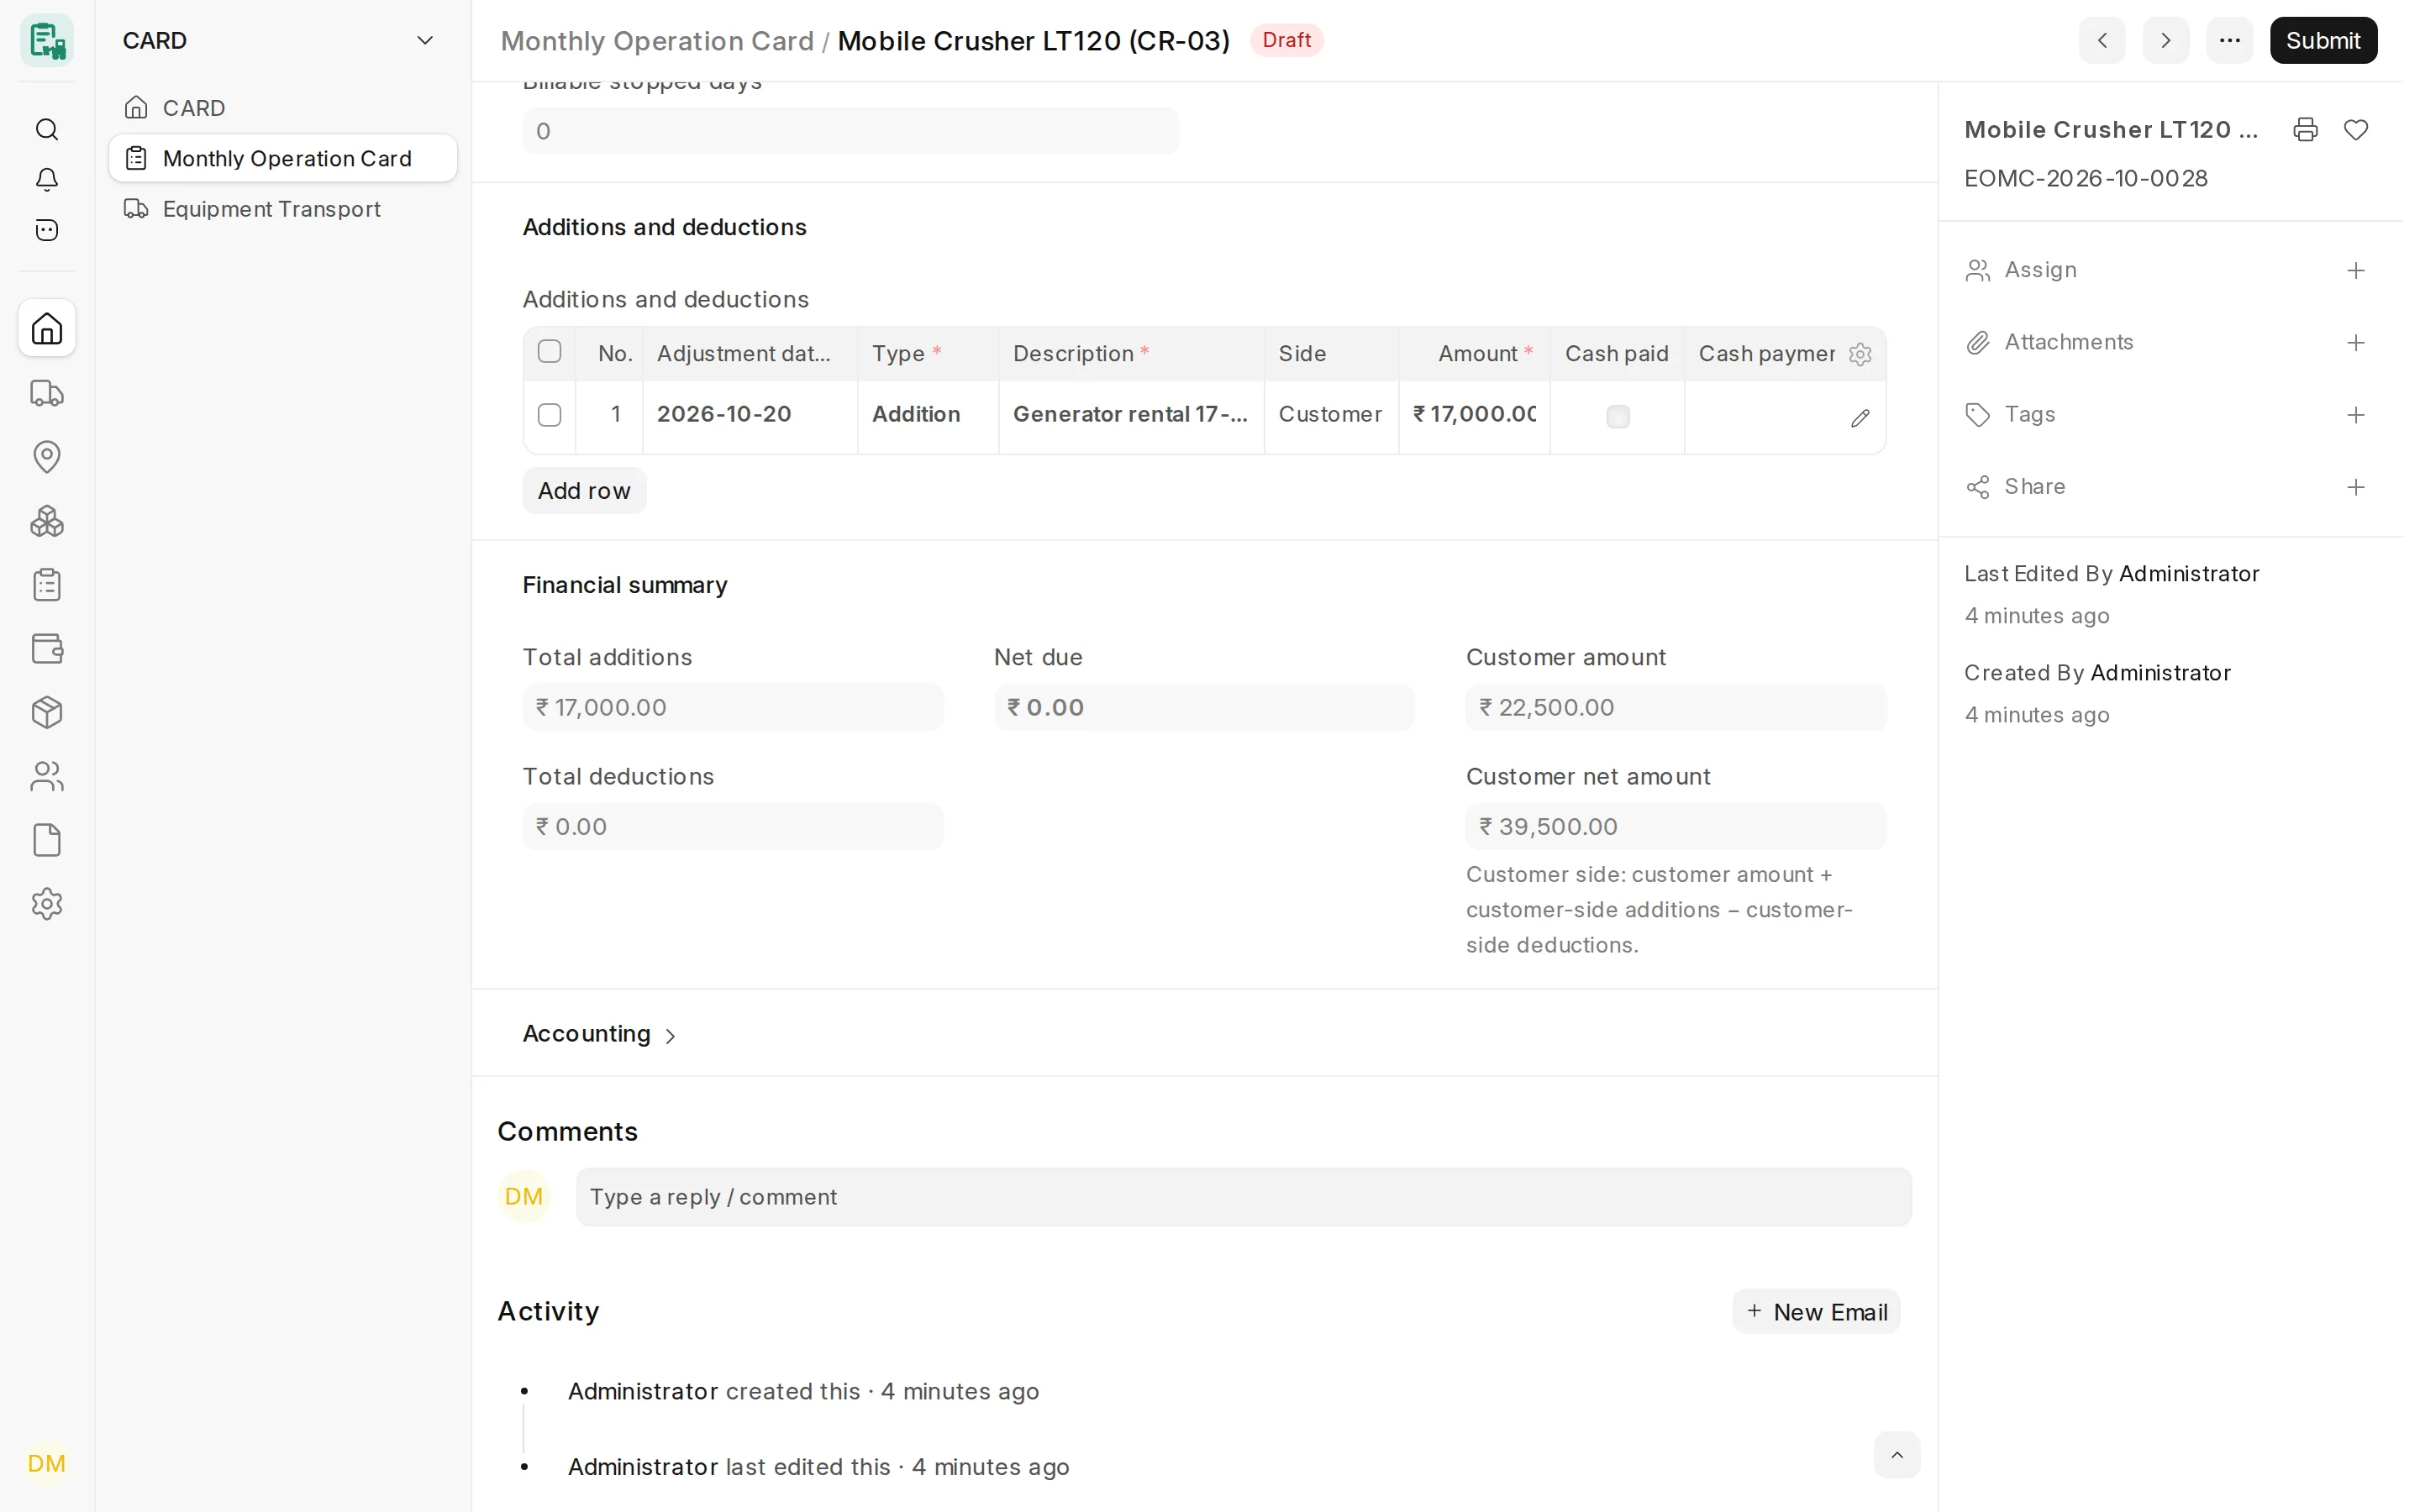 CARD
CARD
Monthly Operation Card
Equipment Transport
DM
Monthly Operation Card / Mobile Crusher LT120 (CR-03) Draft
Submit
Billable stopped days
0
Additions and deductions
Additions and deductions
No. Adjustment dat... Type * Description * Side Amount * Cash paid Cash paymer
1 2026-10-20 Addition Generator rental 17-... Customer ₹ 17,000.00
Add row
Financial summary
Total additions Net due Customer amount
₹ 17,000.00 ₹ 0.00 ₹ 22,500.00
Total deductions Customer net amount
₹ 0.00 ₹ 39,500.00
Customer side: customer amount +
customer-side additions − customer-
side deductions.
Accounting
Comments
DM Type a reply / comment
Activity
New Email
Administrator created this · 4 minutes ago
Administrator last edited this · 4 minutes ago
Mobile Crusher LT120 ...
EOMC-2026-10-0028
Assign
Attachments
Tags
Share
Last Edited By Administrator
4 minutes ago
Created By Administrator
4 minutes ago